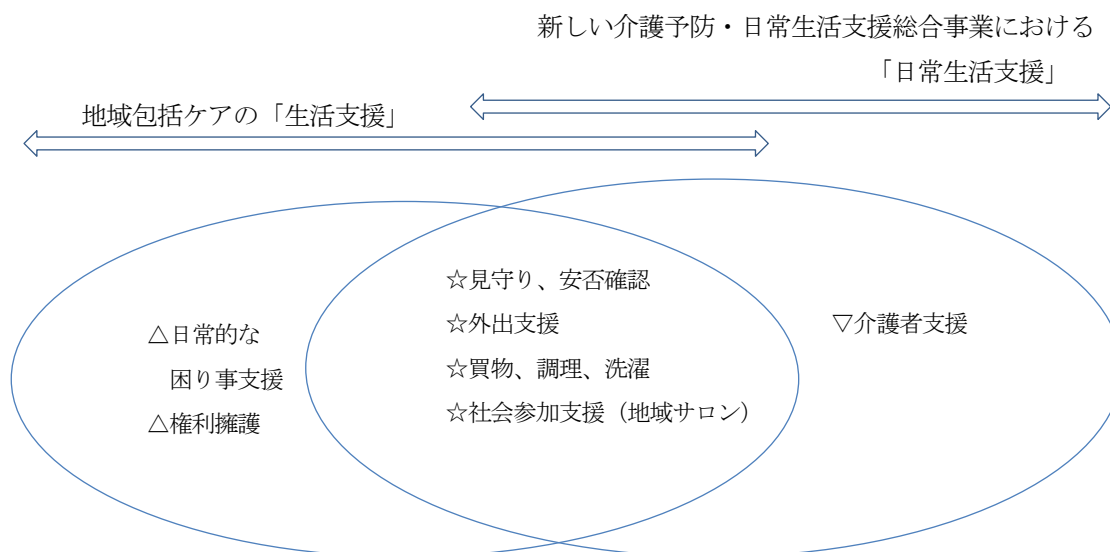 新しい介護予防・日常生活支援総合事業における
「日常生活支援」
地域包括ケアの「生活支援」
△日常的な
困り事支援
△権利擁護
☆見守り、安否確認
☆外出支援
☆買物、調理、洗濯
☆社会参加支援（地域サロン）
▽介護者支援